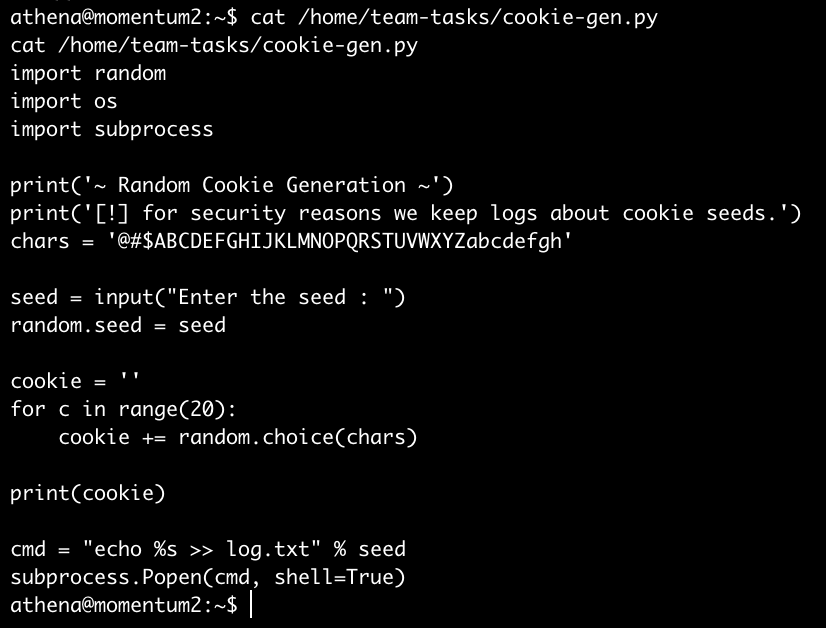 athena@momentum2:~$ cat /home/team-tasks/cookie-gen.py
cat /home/team-tasks/cookie-gen.py
import random
import os
import subprocess

print('~ Random Cookie Generation ~')
print('[!] for security reasons we keep logs about cookie seeds.')
chars = '@#$ABCDEFGHIJKLMNOPQRSTUVWXYZabcdefgh'

seed = input("Enter the seed : ")
random.seed = seed

cookie = ''
for c in range(20):
    cookie += random.choice(chars)

print(cookie)

cmd = "echo %s >> log.txt" % seed
subprocess.Popen(cmd, shell=True)
athena@momentum2:~$